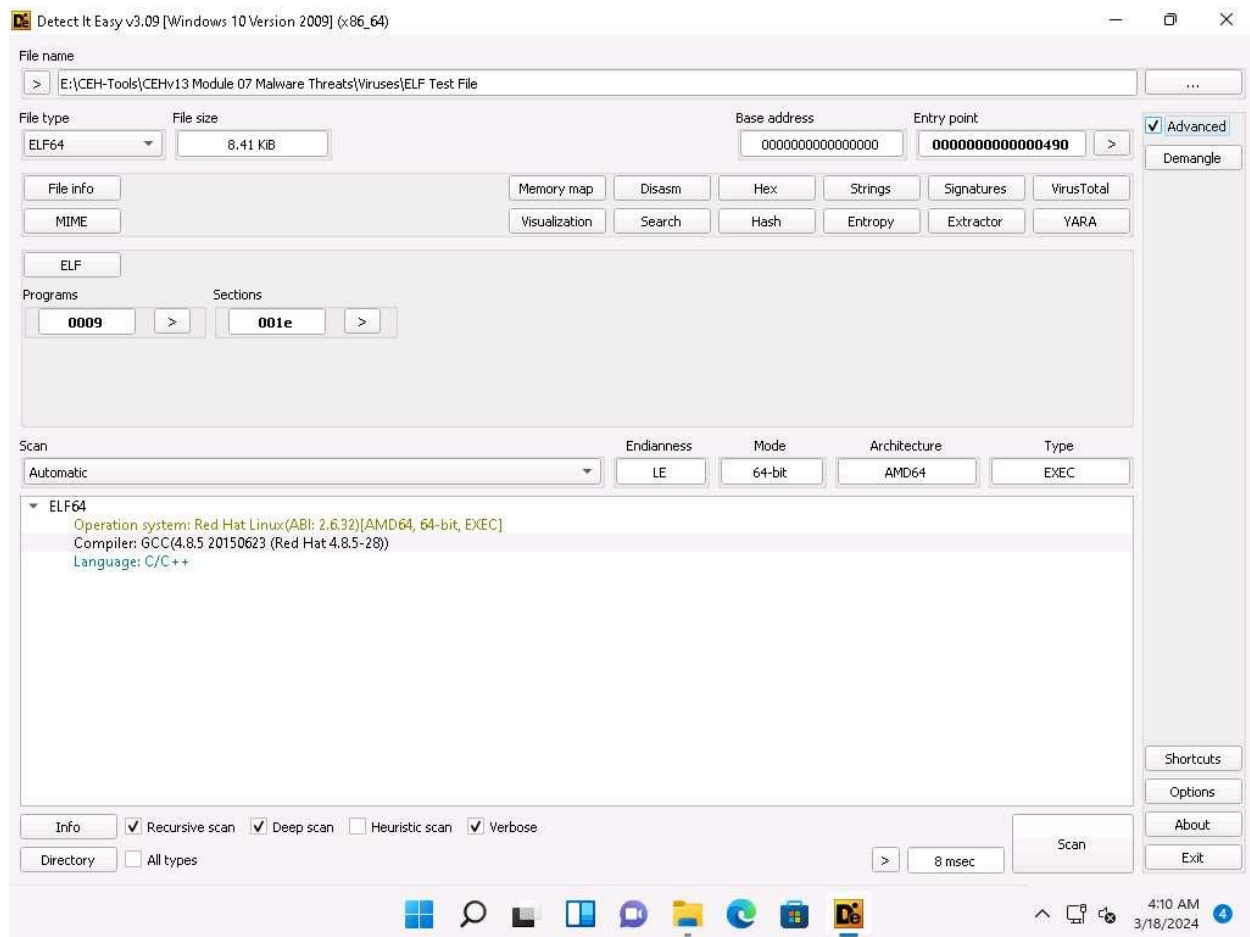 Detect It Easy v3.09 [Windows 10 Version 2009] (x86_64)
File name
> E:\CEH-Tools\CEHv13 Module 07 Malware Threats\Viruses\ELF Test File ...
File type File size Base address Entry point Advanced
ELF64 8.41 KiB 0000000000000000 0000000000000490 >
Demangle
File info Memory map Disasm Hex Strings Signatures VirusTotal
MIME Visualization Search Hash Entropy Extractor YARA
ELF
Programs Sections
0009 > 001e >
Scan Endianness Mode Architecture Type
Automatic LE 64-bit AMD64 EXEC
ELF64
Operation system: Red Hat Linux(ABI: 2.6.32)[AMD64, 64-bit, EXEC]
Compiler: GCC(4.8.5 20150623 (Red Hat 4.8.5-28))
Language: C/C++
Shortcuts
Options
Info Recursive scan Deep scan Heuristic scan Verbose About
Scan
Directory All types > 8 msec Exit
4:10 AM
3/18/2024 4